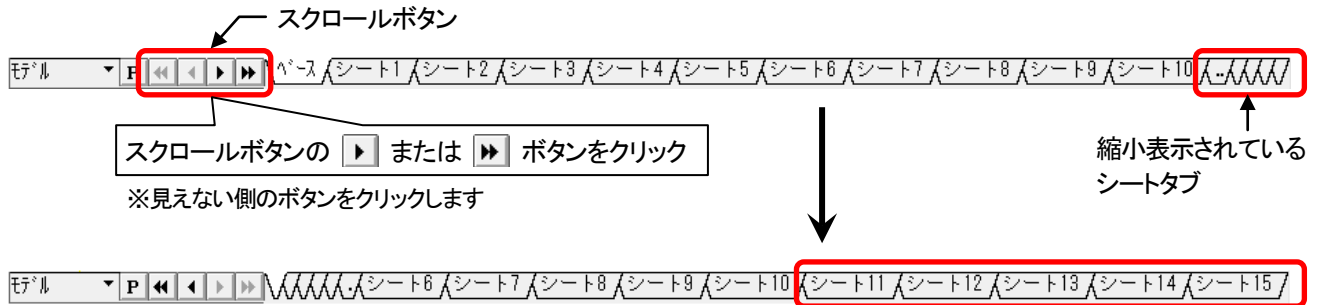 スクロールボタン
ﾓﾃﾞﾙ P ﾍﾞｰｽ シート1 シート2 シート3 シート4 シート5 シート6 シート7 シート8 シート9 シート10 ..
スクロールボタンの または ボタンをクリック
※見えない側のボタンをクリックします
縮小表示されている
シートタブ
ﾓﾃﾞﾙ P . シート6 シート7 シート8 シート9 シート10 シート11 シート12 シート13 シート14 シート15